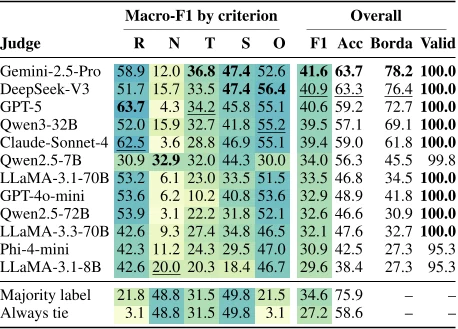 Macro-F1 by criterion Overall
Judge R N T S O F1 Acc Borda Valid
Gemini-2.5-Pro 58.9 12.0 36.8 47.4 52.6 41.6 63.7 78.2 100.0
DeepSeek-V3 51.7 15.7 33.5 47.4 56.4 40.9 63.3 76.4 100.0
GPT-5 63.7 4.3 34.2 45.8 55.1 40.6 59.2 72.7 100.0
Qwen3-32B 52.0 15.9 32.7 41.8 55.2 39.5 57.1 69.1 100.0
Claude-Sonnet-4 62.5 3.6 28.8 46.9 55.1 39.4 59.0 61.8 100.0
Qwen2.5-7B 30.9 32.9 32.0 44.3 30.0 34.0 56.3 45.5 99.8
LLaMA-3.1-70B 53.2 6.1 23.0 33.5 51.5 33.5 46.8 34.5 100.0
GPT-4o-mini 53.6 6.2 10.2 40.8 53.6 32.9 48.9 41.8 100.0
Qwen2.5-72B 53.9 3.1 22.2 31.8 52.1 32.6 46.6 30.9 100.0
LLaMA-3.3-70B 42.6 9.3 27.4 34.8 46.5 32.1 47.6 32.7 100.0
Phi-4-mini 42.3 11.2 24.3 29.5 47.0 30.9 42.5 27.3 95.3
LLaMA-3.1-8B 42.6 20.0 20.3 18.4 46.7 29.6 38.4 27.3 95.3
Majority label 21.8 48.8 31.5 49.8 21.5 34.6 75.9 – –
Always tie 3.1 48.8 31.5 49.8 3.1 27.2 58.6 – –